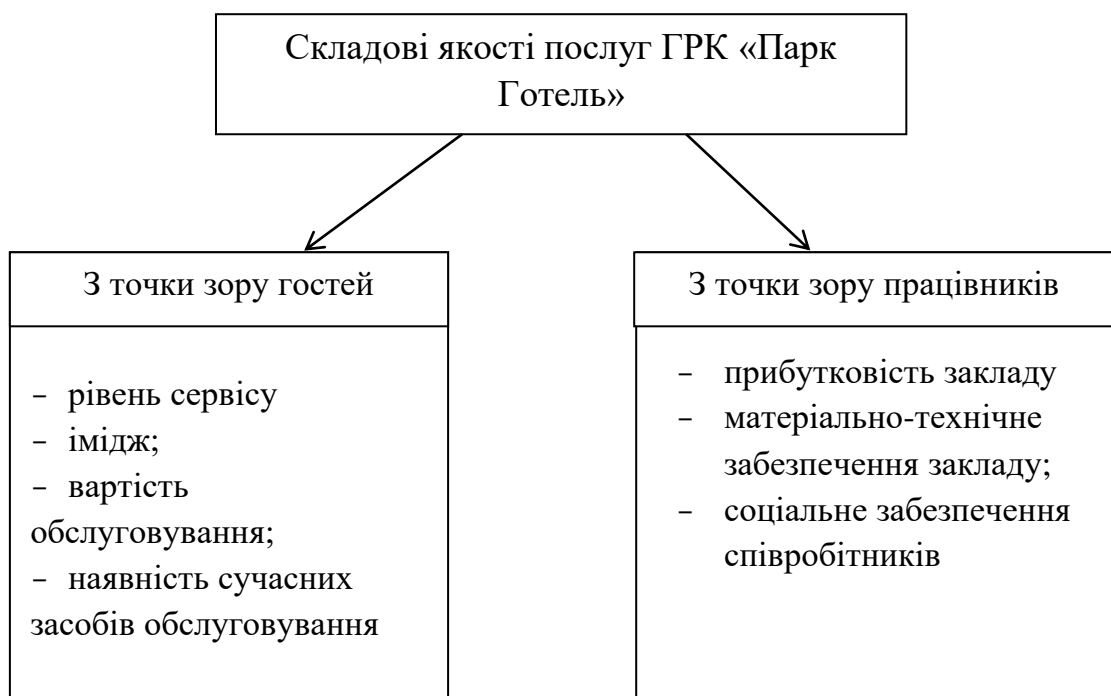 Складові якості послуг ГРК «Парк
Готель»
З точки зору гостей
– рівень сервісу
– імідж;
– вартість
обслуговування;
– наявність сучасних
засобів обслуговування
З точки зору працівників
– прибутковість закладу
– матеріально-технічне
забезпечення закладу;
– соціальне забезпечення
співробітників